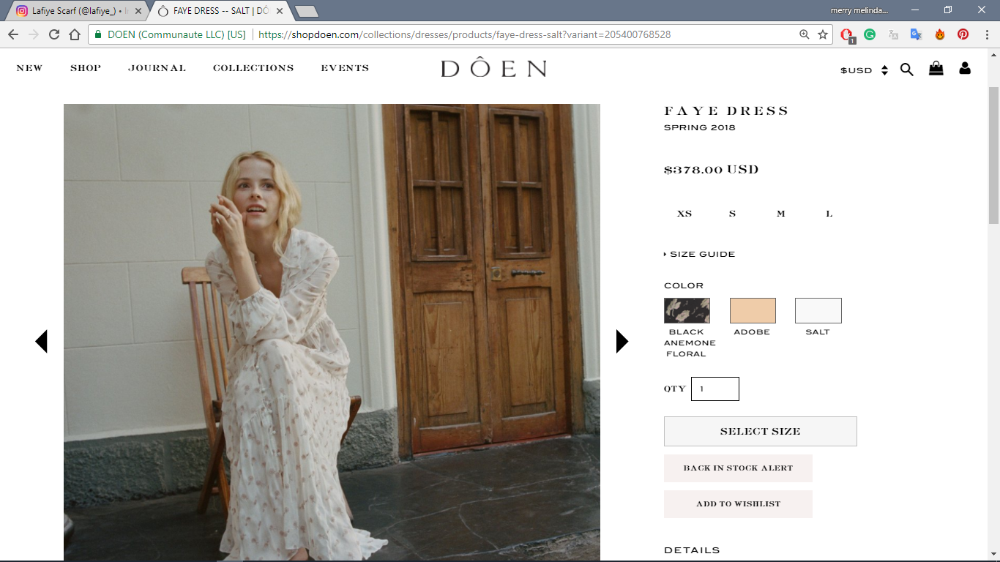 Lafiye Scarf (@lafiye_) • In
FAYE DRESS -- SALT | DÔ
merry melinda...
DOEN (Communaute LLC) [US]
https://shopdoen.com/collections/dresses/products/faye-dress-salt?variant=205400768528
1
NEW SHOP JOURNAL COLLECTIONS EVENTS
DÔEN
$USD
FAYE DRESS
SPRING 2018
$378.00 USD
XS S M L
SIZE GUIDE
COLOR
BLACK ANEMONE FLORAL
ADOBE
SALT
QTY 1
SELECT SIZE
BACK IN STOCK ALERT
ADD TO WISHLIST
DETAILS